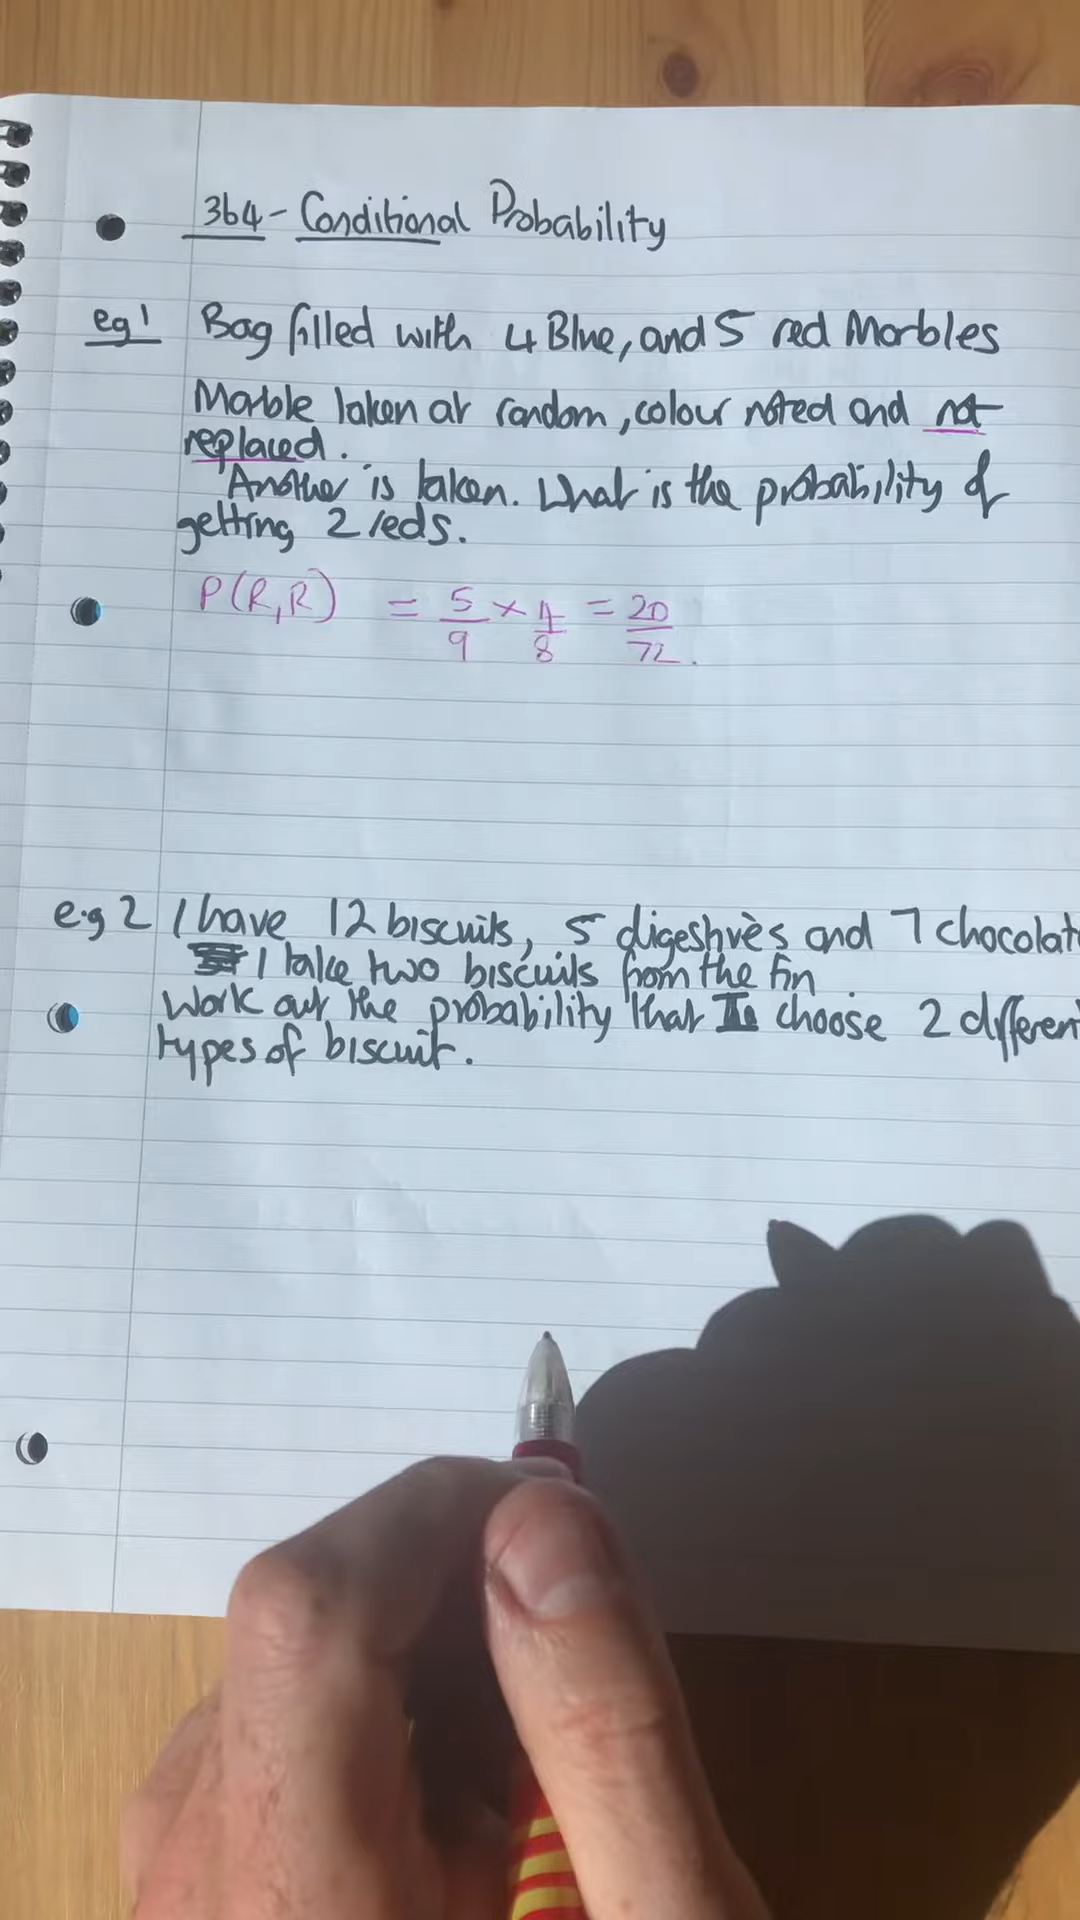 364 - Conditional Probability
eg1 Bag filled with 4 Blue, and 5 red Marbles
Marble taken at random, colour noted and not
replaced.
Another is taken. What is the probability of
getting 2 reds.
P(R,R) = 5/9 × 4/8 = 20/72.
e.g 2 I have 12 biscuits, 5 digestives and 7 chocolat
I take two biscuits from the tin
Work out the probability that I choose 2 differen
types of biscuit.